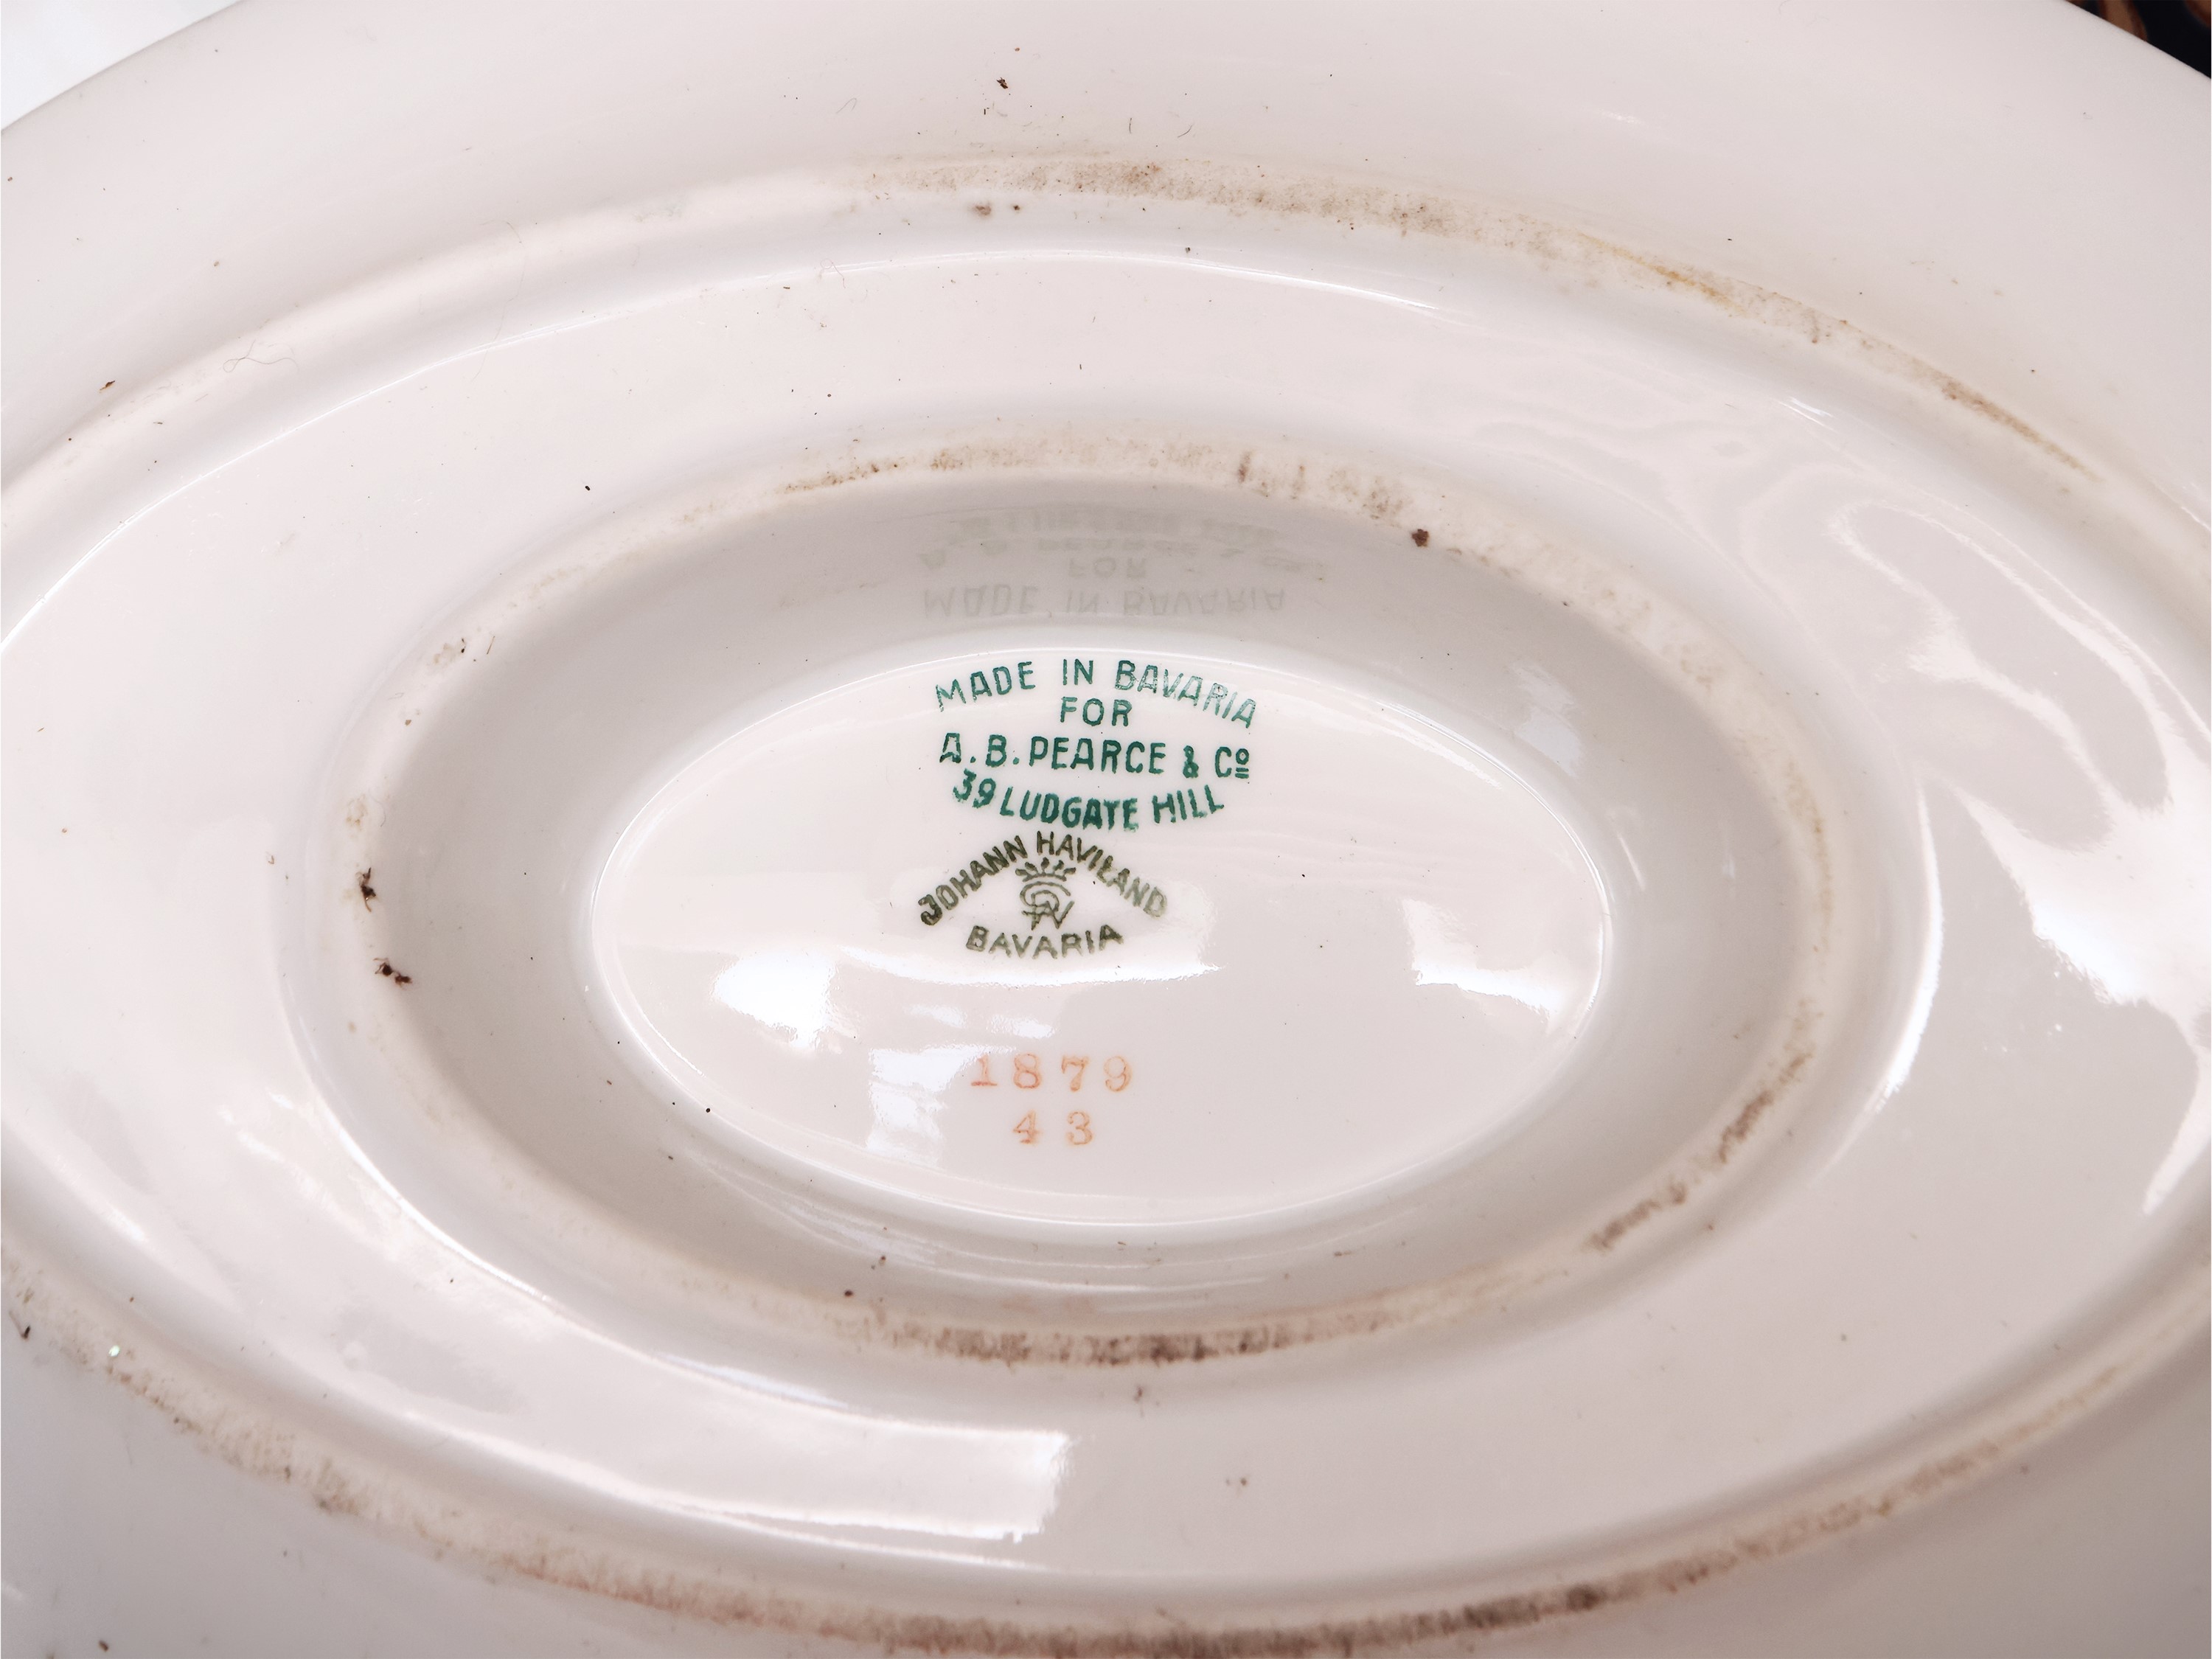 MADE IN BAVARIA
FOR
A.B. PEARCE & Cº
39 LUDGATE HILL
JOHANN HAVILAND
BAVARIA
1879
43